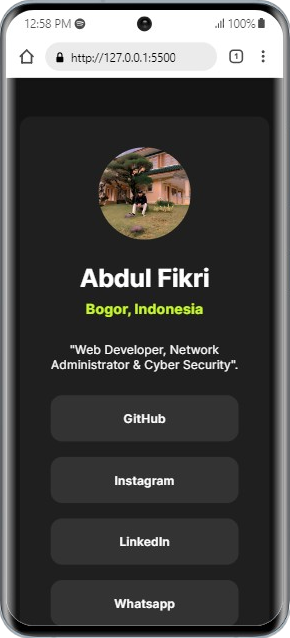 12:58 PM
100%
http://127.0.0.1:5500
1
Abdul Fikri
Bogor, Indonesia
"Web Developer, Network
Administrator & Cyber Security".
GitHub
Instagram
LinkedIn
Whatsapp